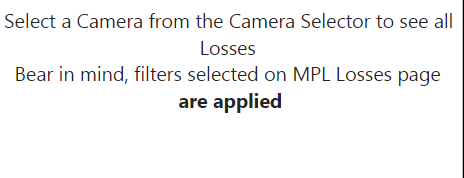 Select a Camera from the Camera Selector to see all
Losses
Bear in mind, filters selected on MPL Losses page
are applied